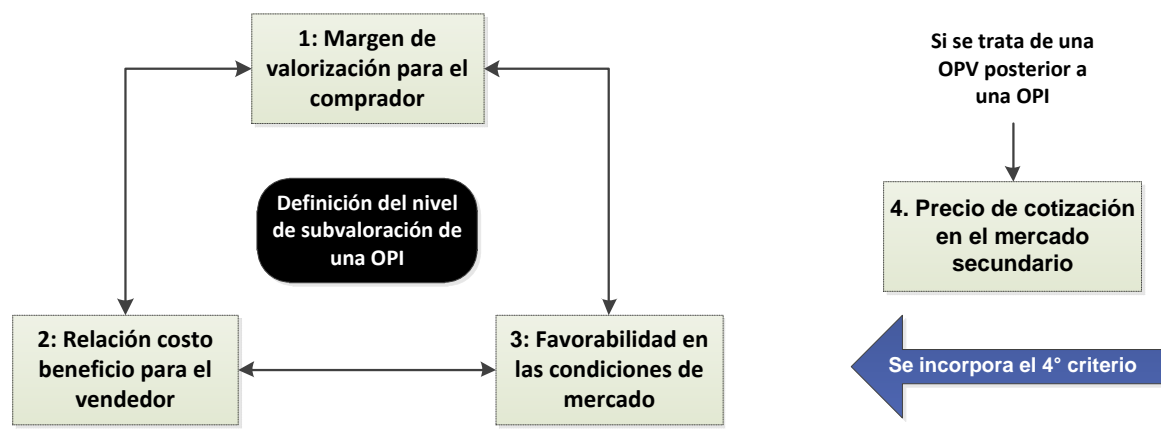 1: Margen de
valorización para el
comprador
Definición del nivel
de subvaloración de
una OPI
2: Relación costo
beneficio para el
vendedor
3: Favorabilidad en
las condiciones de
mercado
Si se trata de una
OPV posterior a
una OPI
4. Precio de cotización
en el mercado
secundario
Se incorpora el 4° criterio